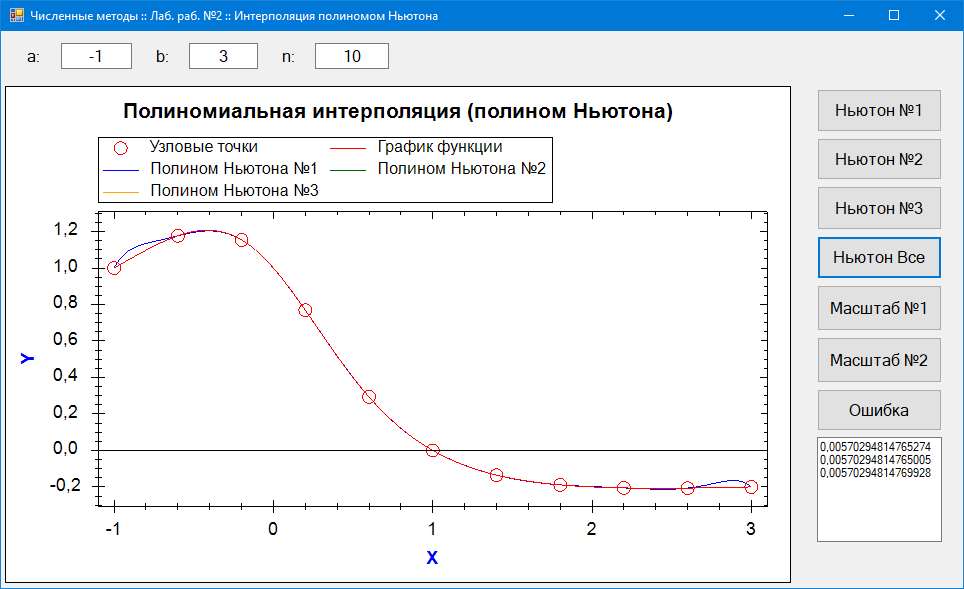 Численные методы :: Лаб. раб. №2 :: Интерполяция полиномом Ньютона
a: -1 b: 3 n: 10
Полиномиальная интерполяция (полином Ньютона)
Узловые точки График функции
Полином Ньютона №1 Полином Ньютона №2
Полином Ньютона №3
1,2
1,0
0,8
0,6
0,4
0,2
0,0
-0,2
Y
-1 0 1 2 3
X
Ньютон №1
Ньютон №2
Ньютон №3
Ньютон Все
Масштаб №1
Масштаб №2
Ошибка
0,00570294814765274
0,00570294814765005
0,00570294814769928